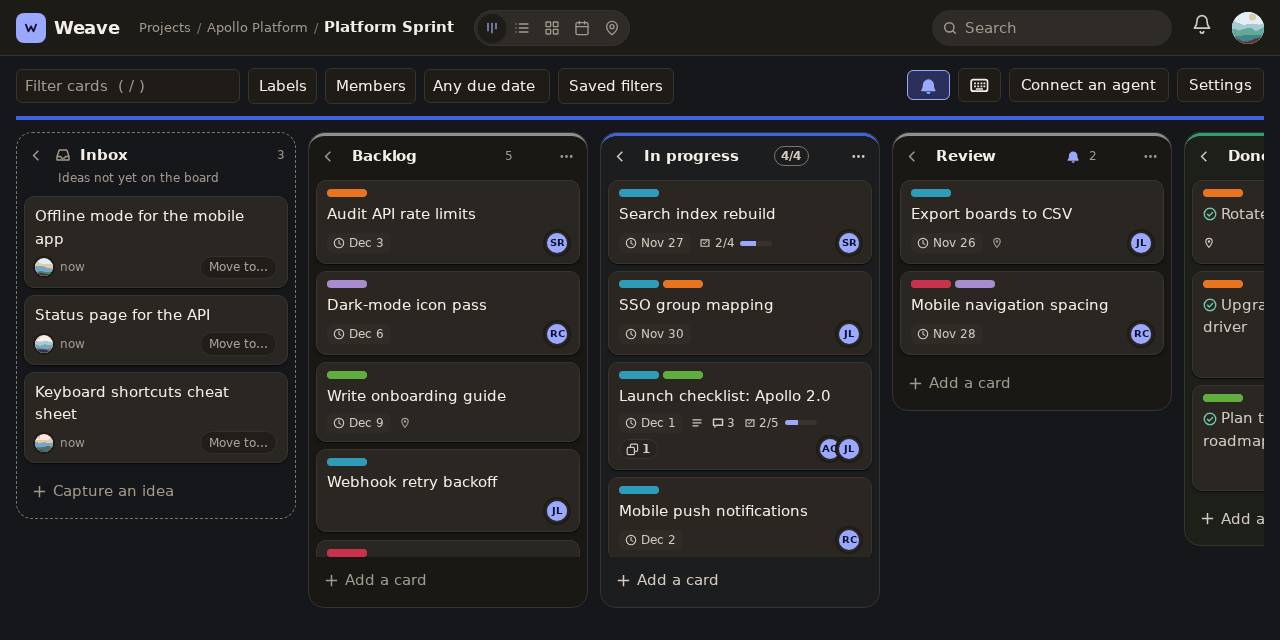 Weave
Projects / Apollo Platform / Platform Sprint
Search
Filter cards ( / )
Labels
Members
Any due date
Saved filters
Connect an agent
Settings
Inbox 3
Ideas not yet on the board
Offline mode for the mobile
app
now Move to...
Status page for the API
now Move to...
Keyboard shortcuts cheat
sheet
now Move to...
+ Capture an idea
Backlog 5
Audit API rate limits
Dec 3 SR
Dark-mode icon pass
Dec 6 RC
Write onboarding guide
Dec 9
Webhook retry backoff
JL
+ Add a card
In progress 4/4
Search index rebuild
Nov 27 2/4 SR
SSO group mapping
Nov 30 JL
Launch checklist: Apollo 2.0
Dec 1 3 2/5
1 JL
Mobile push notifications
Dec 2 RC
+ Add a card
Review 2
Export boards to CSV
Nov 26 JL
Mobile navigation spacing
Nov 28 RC
+ Add a card
Done
Rotate
Upgra
driver
Plan t
roadmap
+ Add a